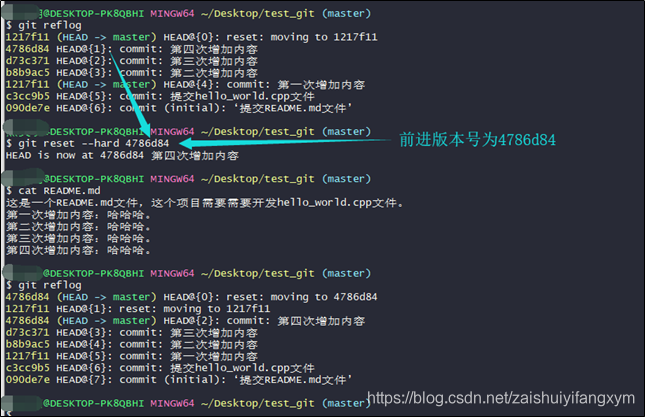 @DESKTOP-PK8QBHI MINGW64 ~/Desktop/test_git (master)
$ git reflog
1217f11 (HEAD -> master) HEAD@{0}: reset: moving to 1217f11
4786d84 HEAD@{1}: commit: 第四次增加内容
d73c371 HEAD@{2}: commit: 第三次增加内容
b8b9ac5 HEAD@{3}: commit: 第二次增加内容
1217f11 (HEAD -> master) HEAD@{4}: commit: 第一次增加内容
c3cc9b5 HEAD@{5}: commit: 提交hello_world.cpp文件
090de7e HEAD@{6}: commit (initial): ‘提交README.md文件’
@DESKTOP-PK8QBHI MINGW64 ~/Desktop/test_git (master)
$ git reset --hard 4786d84
前进版本号为4786d84
HEAD is now at 4786d84 第四次增加内容
@DESKTOP-PK8QBHI MINGW64 ~/Desktop/test_git (master)
$ cat README.md
这是一个README.md文件，这个项目需要需要开发hello_world.cpp文件。
第一次增加内容：哈哈哈。
第二次增加内容：哈哈哈。
第三次增加内容：哈哈哈。
第四次增加内容：哈哈哈。
@DESKTOP-PK8QBHI MINGW64 ~/Desktop/test_git (master)
$ git reflog
4786d84 (HEAD -> master) HEAD@{0}: reset: moving to 4786d84
1217f11 HEAD@{1}: reset: moving to 1217f11
4786d84 (HEAD -> master) HEAD@{2}: commit: 第四次增加内容
d73c371 HEAD@{3}: commit: 第三次增加内容
b8b9ac5 HEAD@{4}: commit: 第二次增加内容
1217f11 HEAD@{5}: commit: 第一次增加内容
c3cc9b5 HEAD@{6}: commit: 提交hello_world.cpp文件
090de7e HEAD@{7}: commit (initial): ‘提交README.md文件’
https://blog.csdn.net/zaishuiyifangxym
@DESKTOP-PK8QBHI MINGW64 ~/Desktop/test_git (master)